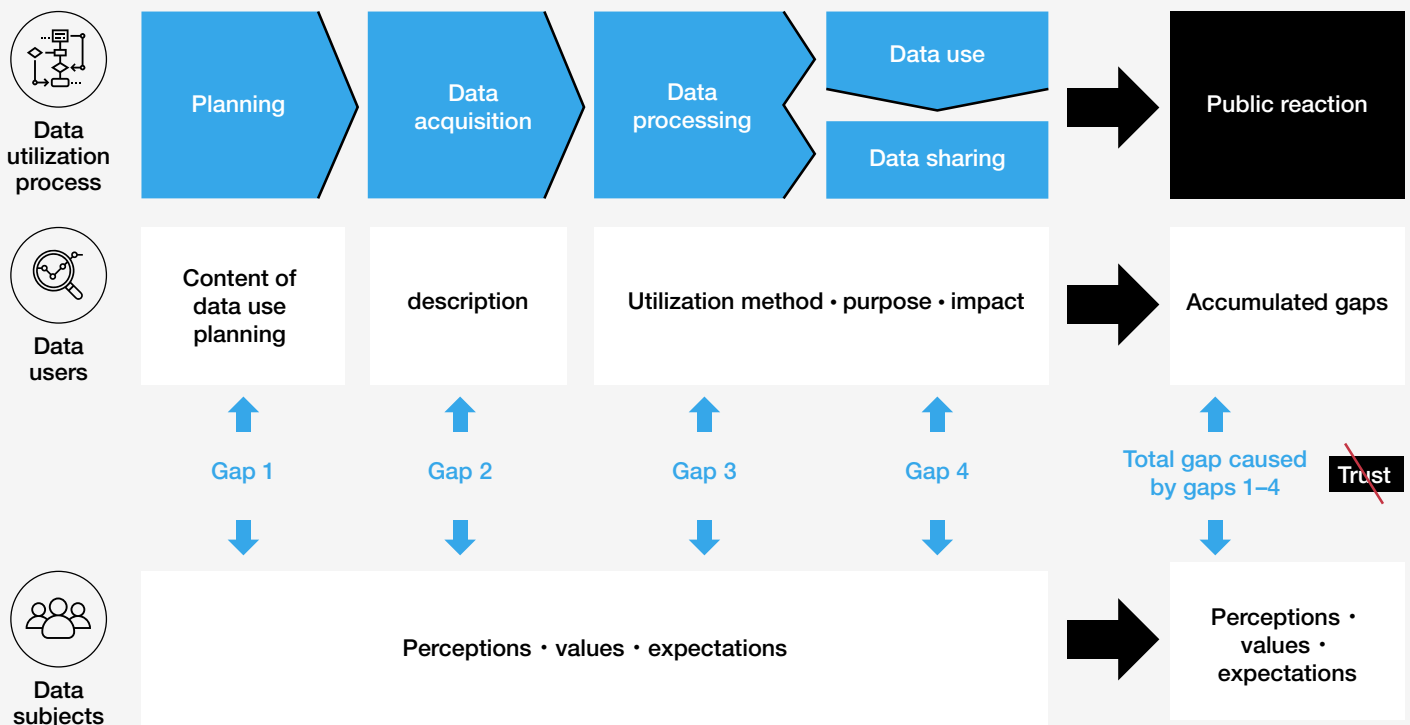 Data
utilization
process
Planning
Data
acquisition
Data
processing
Data use
Data sharing
Public reaction
Data
users
Content of
data use
planning
description
Utilization method・purpose・impact
Accumulated gaps
Gap 1
Gap 2
Gap 3
Gap 4
Total gap caused
by gaps 1–4
Trust
Data
subjects
Perceptions・values・expectations
Perceptions・
values・
expectations